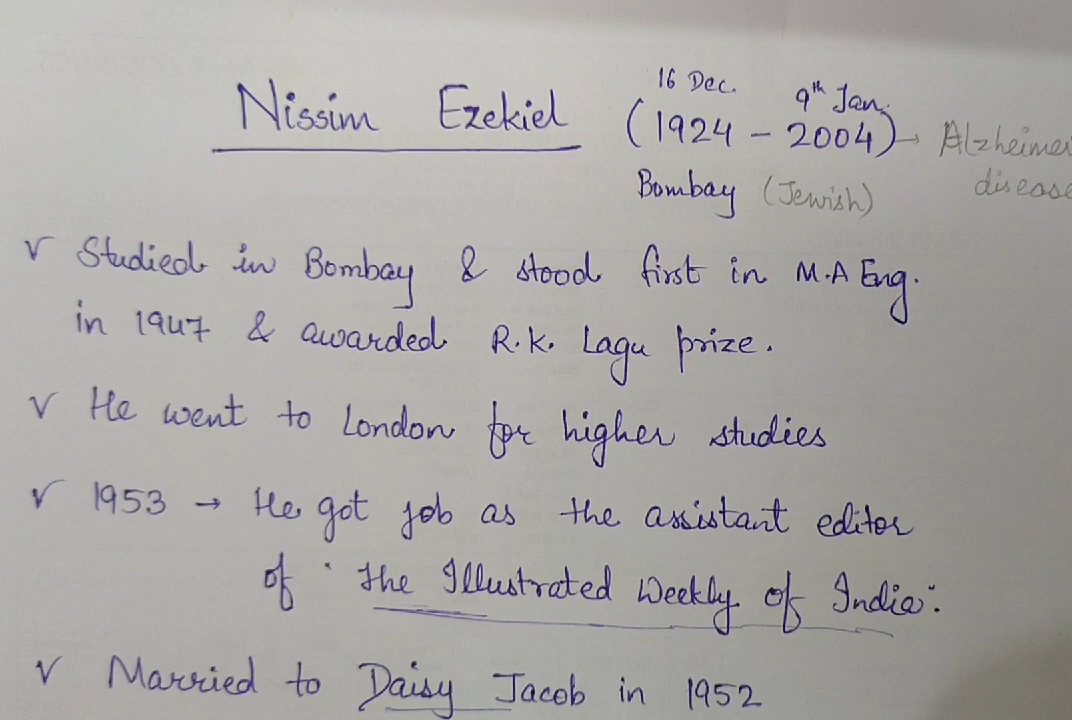 16 Dec. 9th Jan.
Nissim Ezekiel (1924 - 2004) → Alzheimer
Bombay (Jewish) disease
v Studied in Bombay & stood first in M.A Eng.
in 1947 & awarded R.K. Lagu prize.
v He went to London for higher studies
v 1953 → He got job as the assistant editor
of "The Illustrated Weekly of India".
v Married to Daisy Jacob in 1952